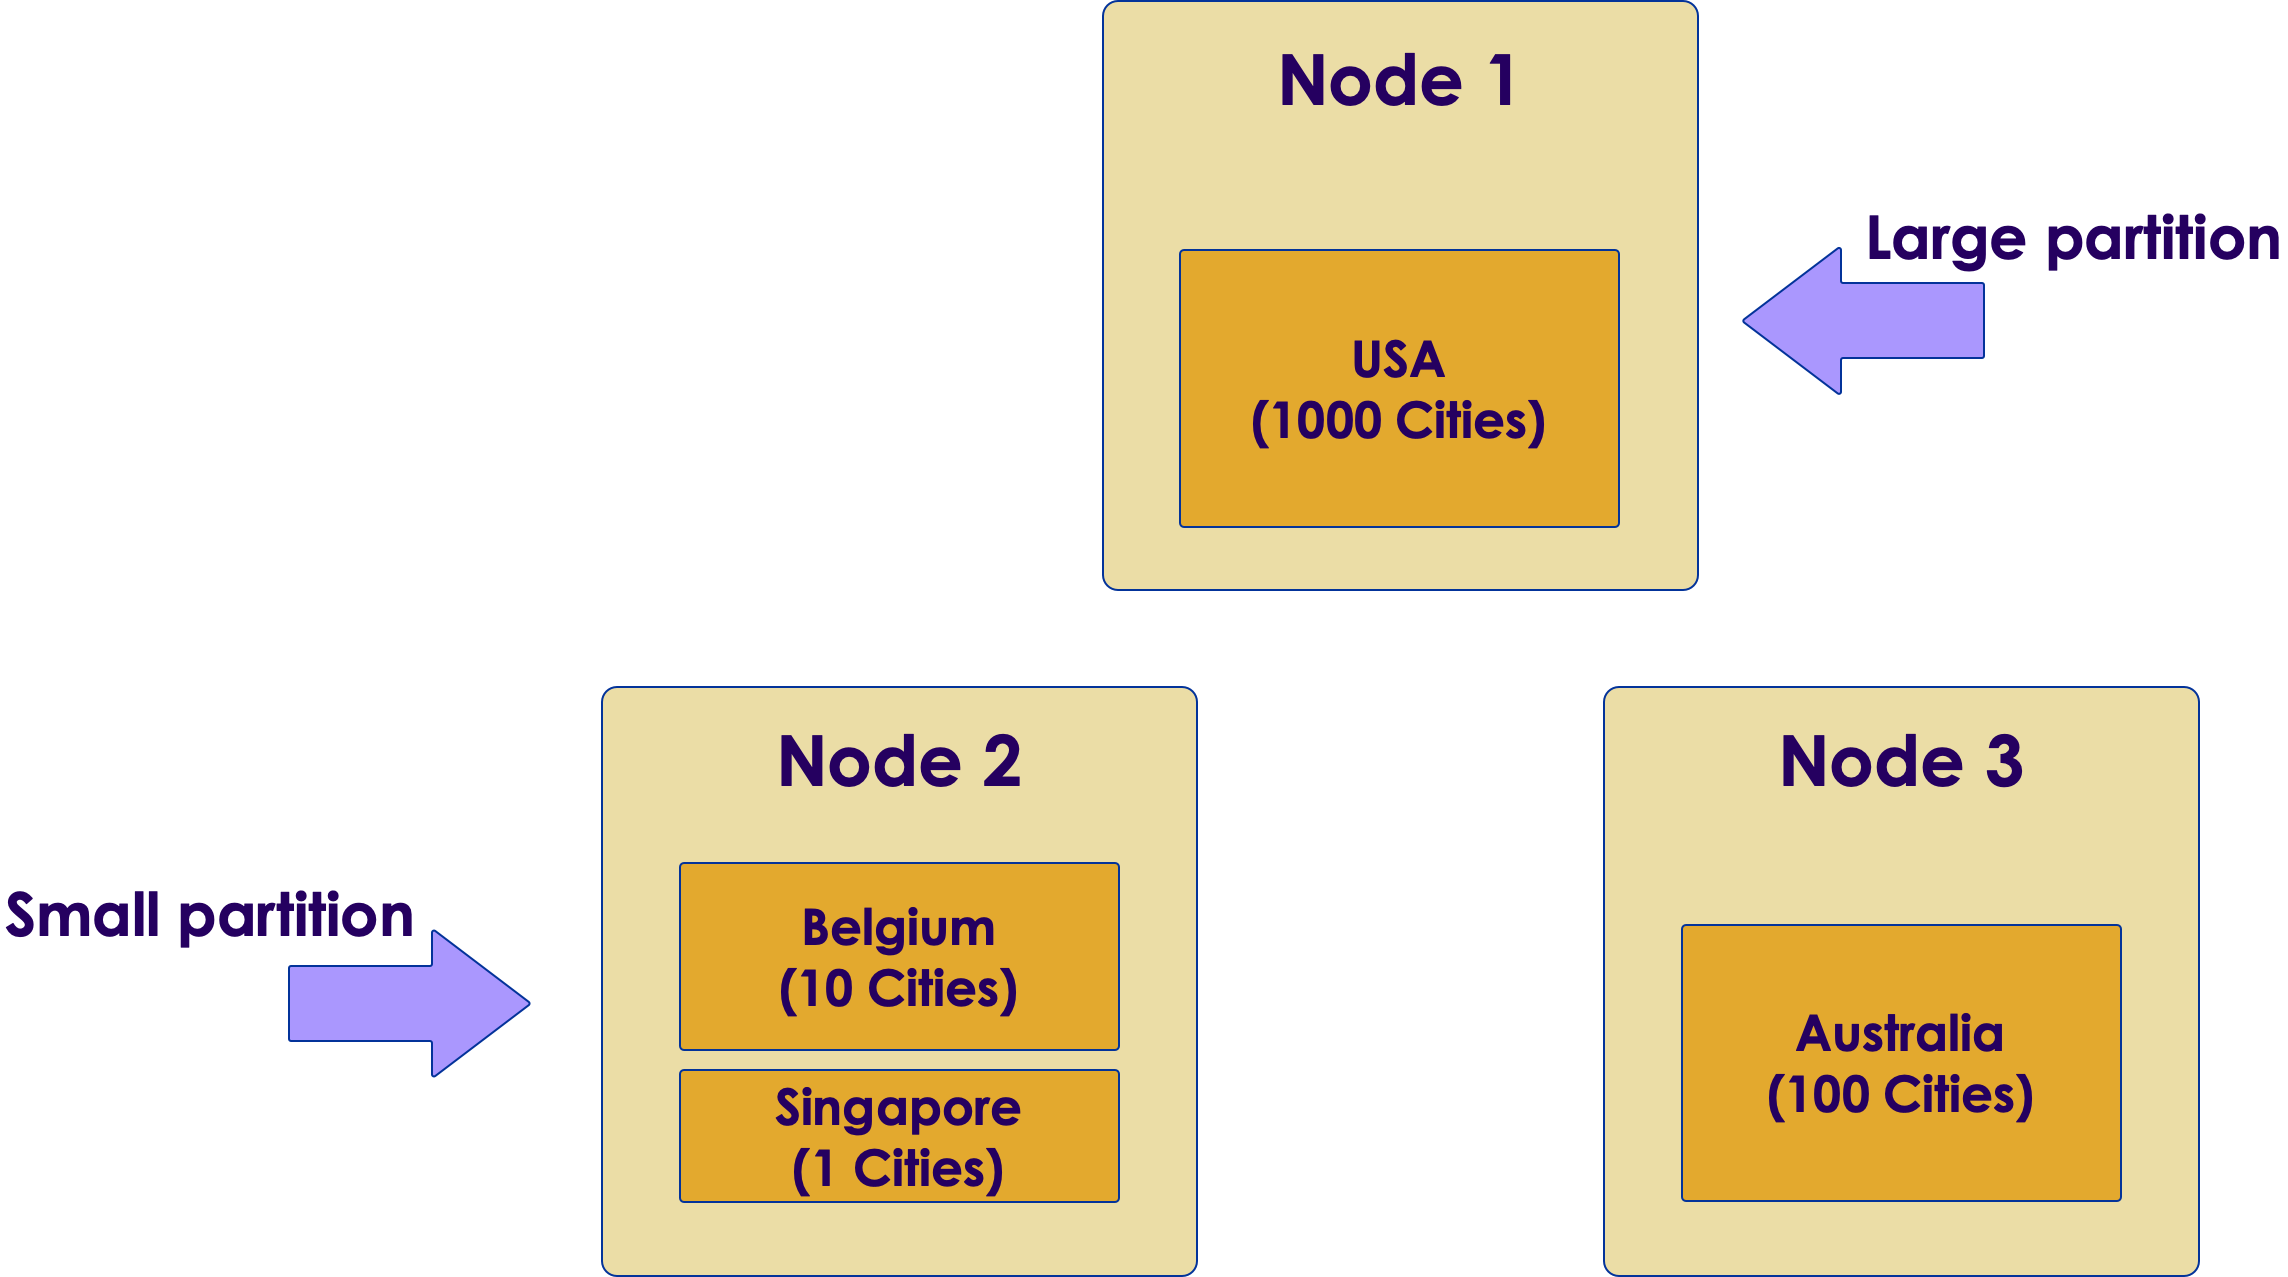 Node 1
Large partition
USA
(1000 Cities)
Node 2
Small partition
Belgium
(10 Cities)
Singapore
(1 Cities)
Node 3
Australia
(100 Cities)